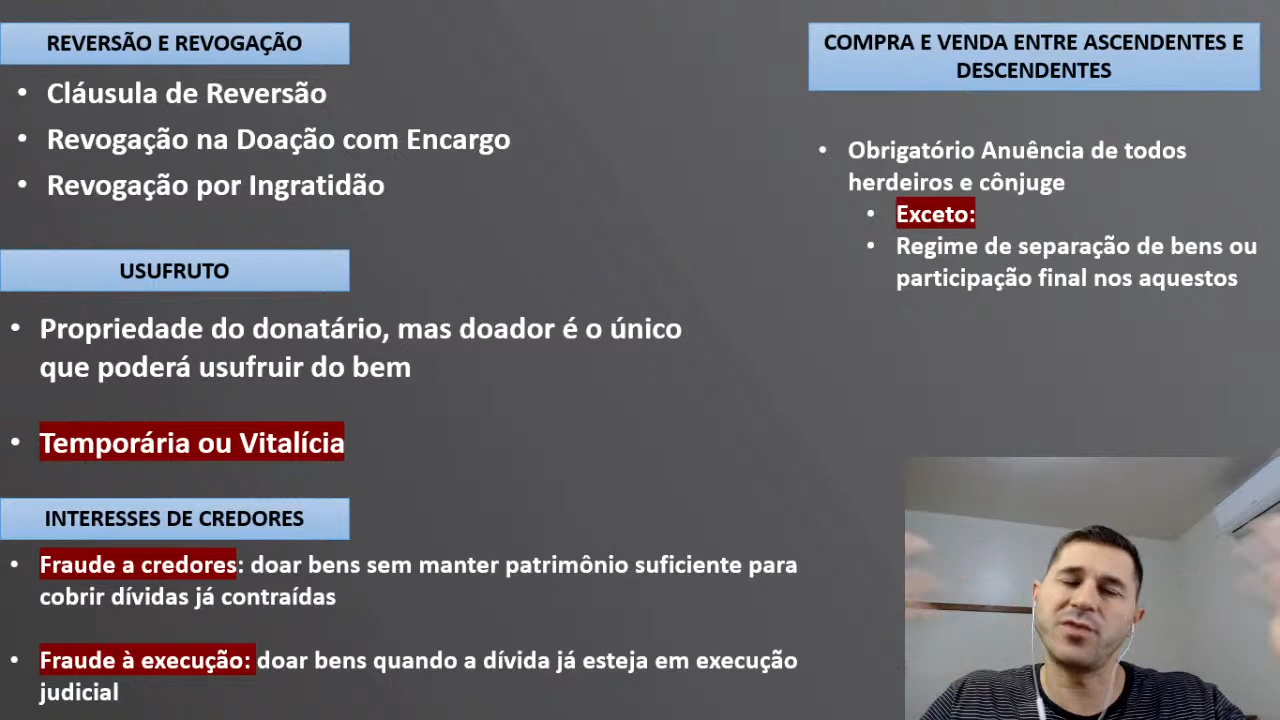 REVERSÃO E REVOGAÇÃO
• Cláusula de Reversão
• Revogação na Doação com Encargo
• Revogação por Ingratidão
USUFRUTO
• Propriedade do donatário, mas doador é o único
que poderá usufruir do bem
• Temporária ou Vitalícia
INTERESSES DE CREDORES
• Fraude a credores: doar bens sem manter patrimônio suficiente para
cobrir dívidas já contraídas
• Fraude à execução: doar bens quando a dívida já esteja em execução
judicial
COMPRA E VENDA ENTRE ASCENDENTES E
DESCENDENTES
• Obrigatório Anuência de todos
herdeiros e cônjuge
• Exceto:
• Regime de separação de bens ou
participação final nos aquestos